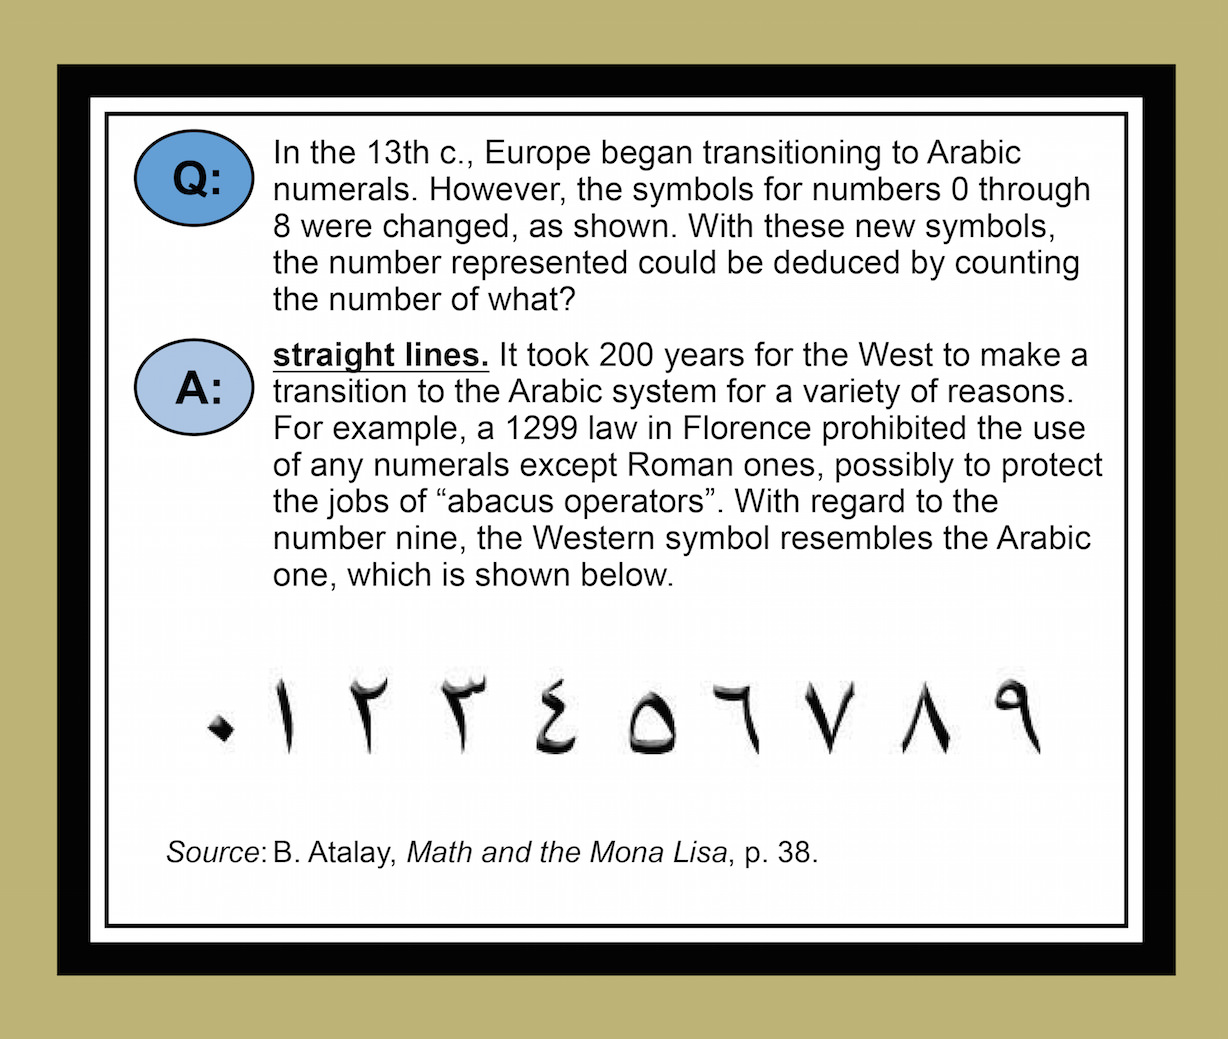 Q:
In the 13th c., Europe began transitioning to Arabic
numerals. However, the symbols for numbers 0 through
8 were changed, as shown. With these new symbols,
the number represented could be deduced by counting
the number of what?
A:
straight lines. It took 200 years for the West to make a
transition to the Arabic system for a variety of reasons.
For example, a 1299 law in Florence prohibited the use
of any numerals except Roman ones, possibly to protect
the jobs of “abacus operators”. With regard to the
number nine, the Western symbol resembles the Arabic
one, which is shown below.
٠ ١ ٢ ٣ ٤ ٥ ٦ ٧ ٨ ٩
Source: B. Atalay, Math and the Mona Lisa, p. 38.